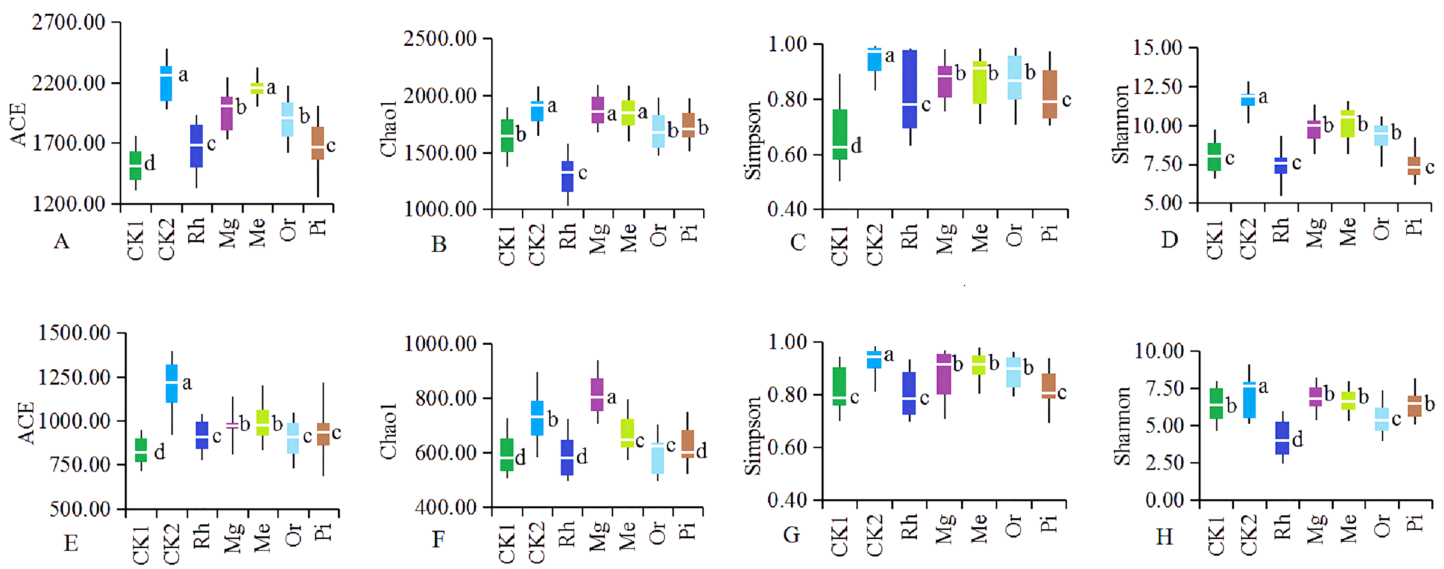 2700.00
2200.00
1700.00
1200.00
ACE
d
a
c
b
a
b
c
CK1
CK2
Rh
Mg
Me
Or
Pi
A
2500.00
2000.00
1500.00
1000.00
Chao1
b
a
c
a
a
b
b
CK1
CK2
Rh
Mg
Me
Or
Pi
B
1.00
0.80
0.60
0.40
Simpson
d
a
c
b
b
b
c
CK1
CK2
Rh
Mg
Me
Or
Pi
C
15.00
12.50
10.00
7.50
5.00
Shannon
c
a
c
b
b
b
c
CK1
CK2
Rh
Mg
Me
Or
Pi
D
1500.00
1250.00
1000.00
750.00
500.00
ACE
d
a
c
b
b
c
c
CK1
CK2
Rh
Mg
Me
Or
Pi
E
1000.00
800.00
600.00
400.00
Chao1
d
b
d
a
c
d
d
CK1
CK2
Rh
Mg
Me
Or
Pi
F
1.00
0.80
0.60
0.40
Simpson
c
a
c
b
b
b
c
CK1
CK2
Rh
Mg
Me
Or
Pi
G
10.00
7.50
5.00
2.50
0.00
Shannon
b
a
d
b
b
c
b
CK1
CK2
Rh
Mg
Me
Or
Pi
H